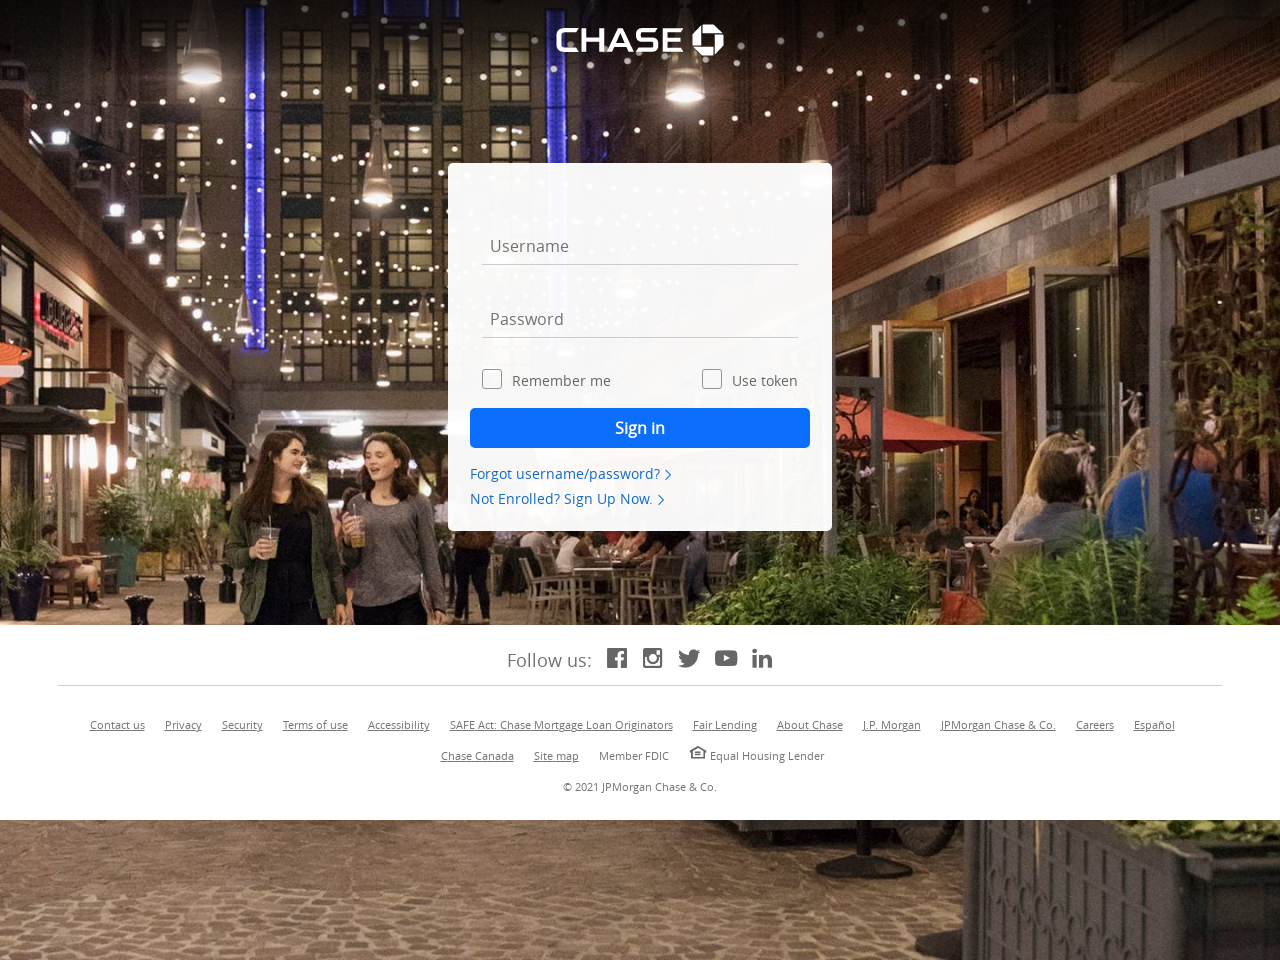 CHASE
Username
Password
Remember me Use token
Sign in
Forgot username/password?
Not Enrolled? Sign Up Now.
Follow us:
Contact us Privacy Security Terms of use Accessibility SAFE Act: Chase Mortgage Loan Originators Fair Lending About Chase J.P. Morgan JPMorgan Chase & Co. Careers Español
Chase Canada Site map Member FDIC Equal Housing Lender
© 2021 JPMorgan Chase & Co.